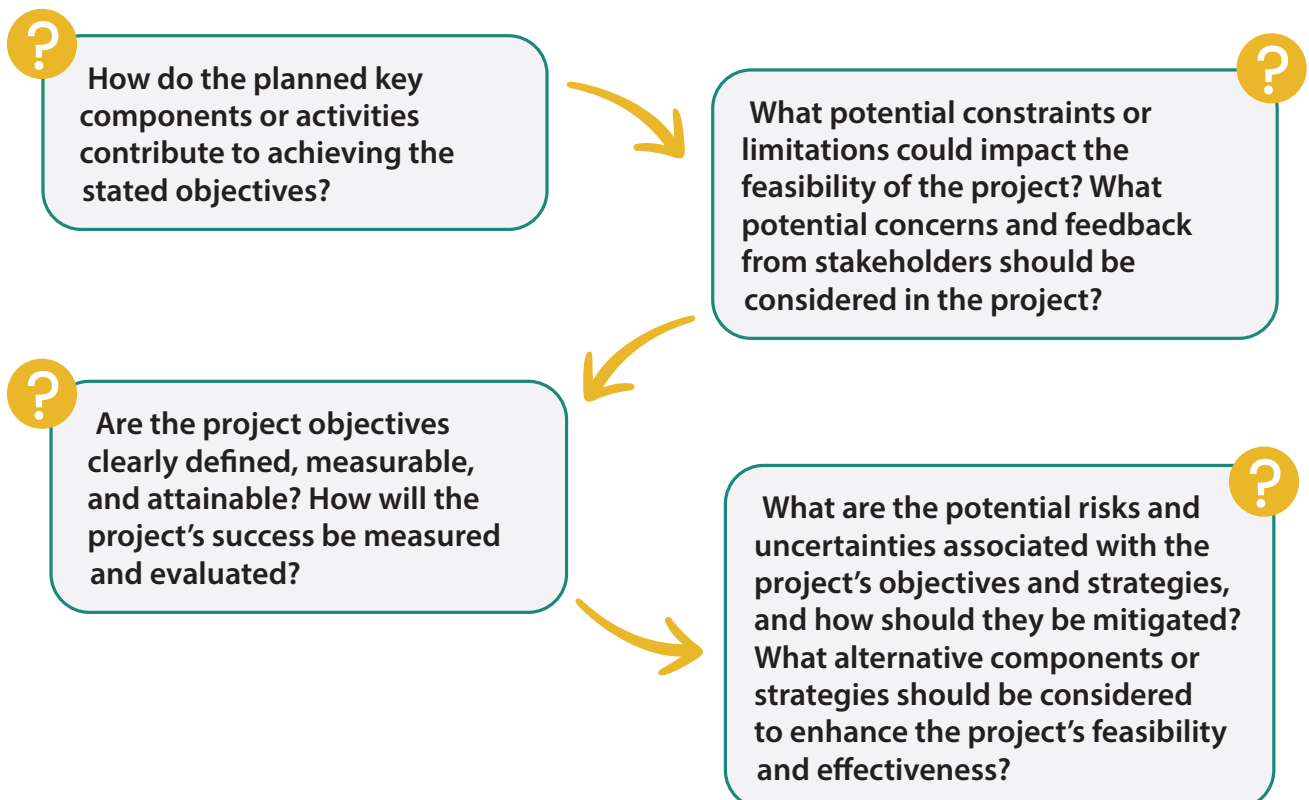 ?
How do the planned key
components or activities
contribute to achieving the
stated objectives?
?
What potential constraints or
limitations could impact the
feasibility of the project? What
potential concerns and feedback
from stakeholders should be
considered in the project?
?
Are the project objectives
clearly defined, measurable,
and attainable? How will the
project’s success be measured
and evaluated?
?
What are the potential risks and
uncertainties associated with the
project’s objectives and strategies,
and how should they be mitigated?
What alternative components or
strategies should be considered
to enhance the project’s feasibility
and effectiveness?